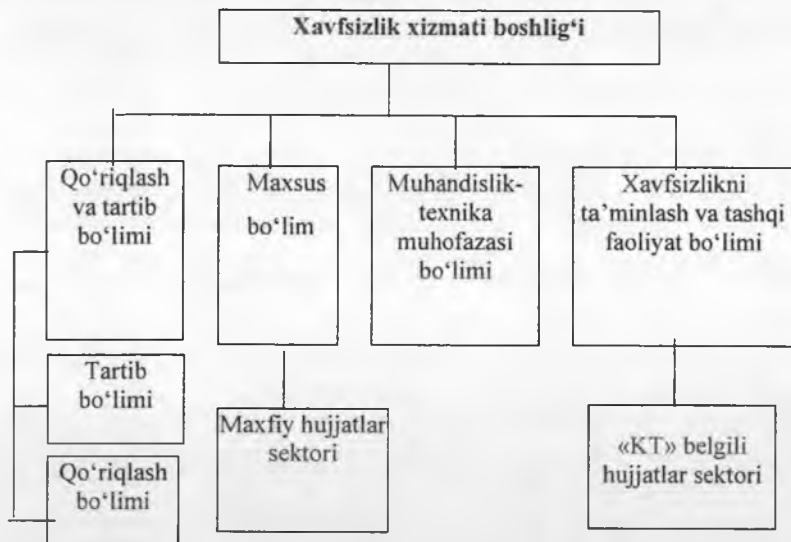 Xavfsizlik xizmati boshlig‘i
Qo‘riqlash
va tartib
bo‘limi
Maxsus
bo‘lim
Muhandislik-
texnika
muhofazasi
bo‘limi
Xavfsizlikni
ta’minlash va tashqi
faoliyat bo‘limi
Tartib
bo‘limi
Maxfiy hujjatlar
sektori
«KT» belgili
hujjatlar sektori
Qo‘riqlash
bo‘limi